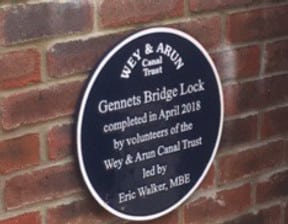 WEY & ARUN
Canal
Trust
Gennets Bridge Lock
completed in April 2018
by volunteers of the
Wey & Arun Canal Trust
led by
Eric Walker, MBE